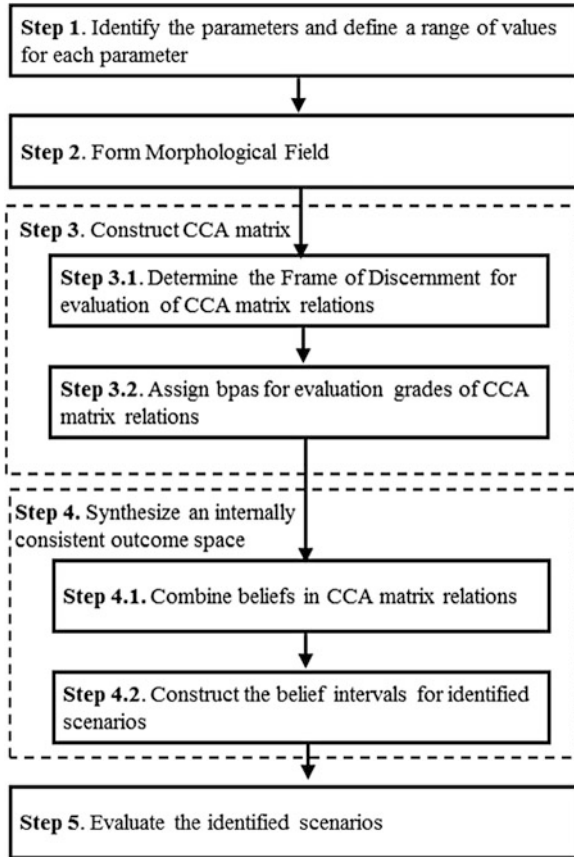 Step 1. Identify the parameters and define a range of values
for each parameter
Step 2. Form Morphological Field
Step 3. Construct CCA matrix
Step 3.1. Determine the Frame of Discernment for
evaluation of CCA matrix relations
Step 3.2. Assign bpas for evaluation grades of CCA
matrix relations
Step 4. Synthesize an internally
consistent outcome space
Step 4.1. Combine beliefs in CCA matrix relations
Step 4.2. Construct the belief intervals for identified
scenarios
Step 5. Evaluate the identified scenarios